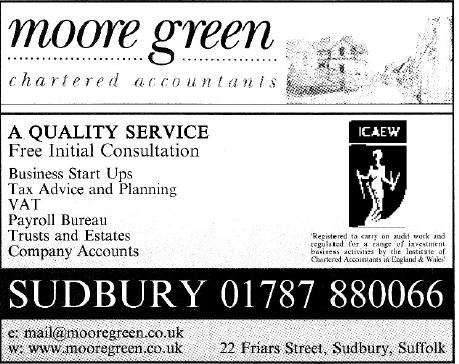 moore green
chartered accountants
A QUALITY SERVICE
Free Initial Consultation
Business Start Ups
Tax Advice and Planning
VAT
Payroll Bureau
Trusts and Estates
Company Accounts
ICAEW
'Registered to carry on audit work and
regulated for a range of investment
business activities by the Institute of
Chartered Accountants in England & Wales'
SUDBURY 01787 880066
e: mail@mooregreen.co.uk
w: www.mooregreen.co.uk
22 Friars Street, Sudbury, Suffolk